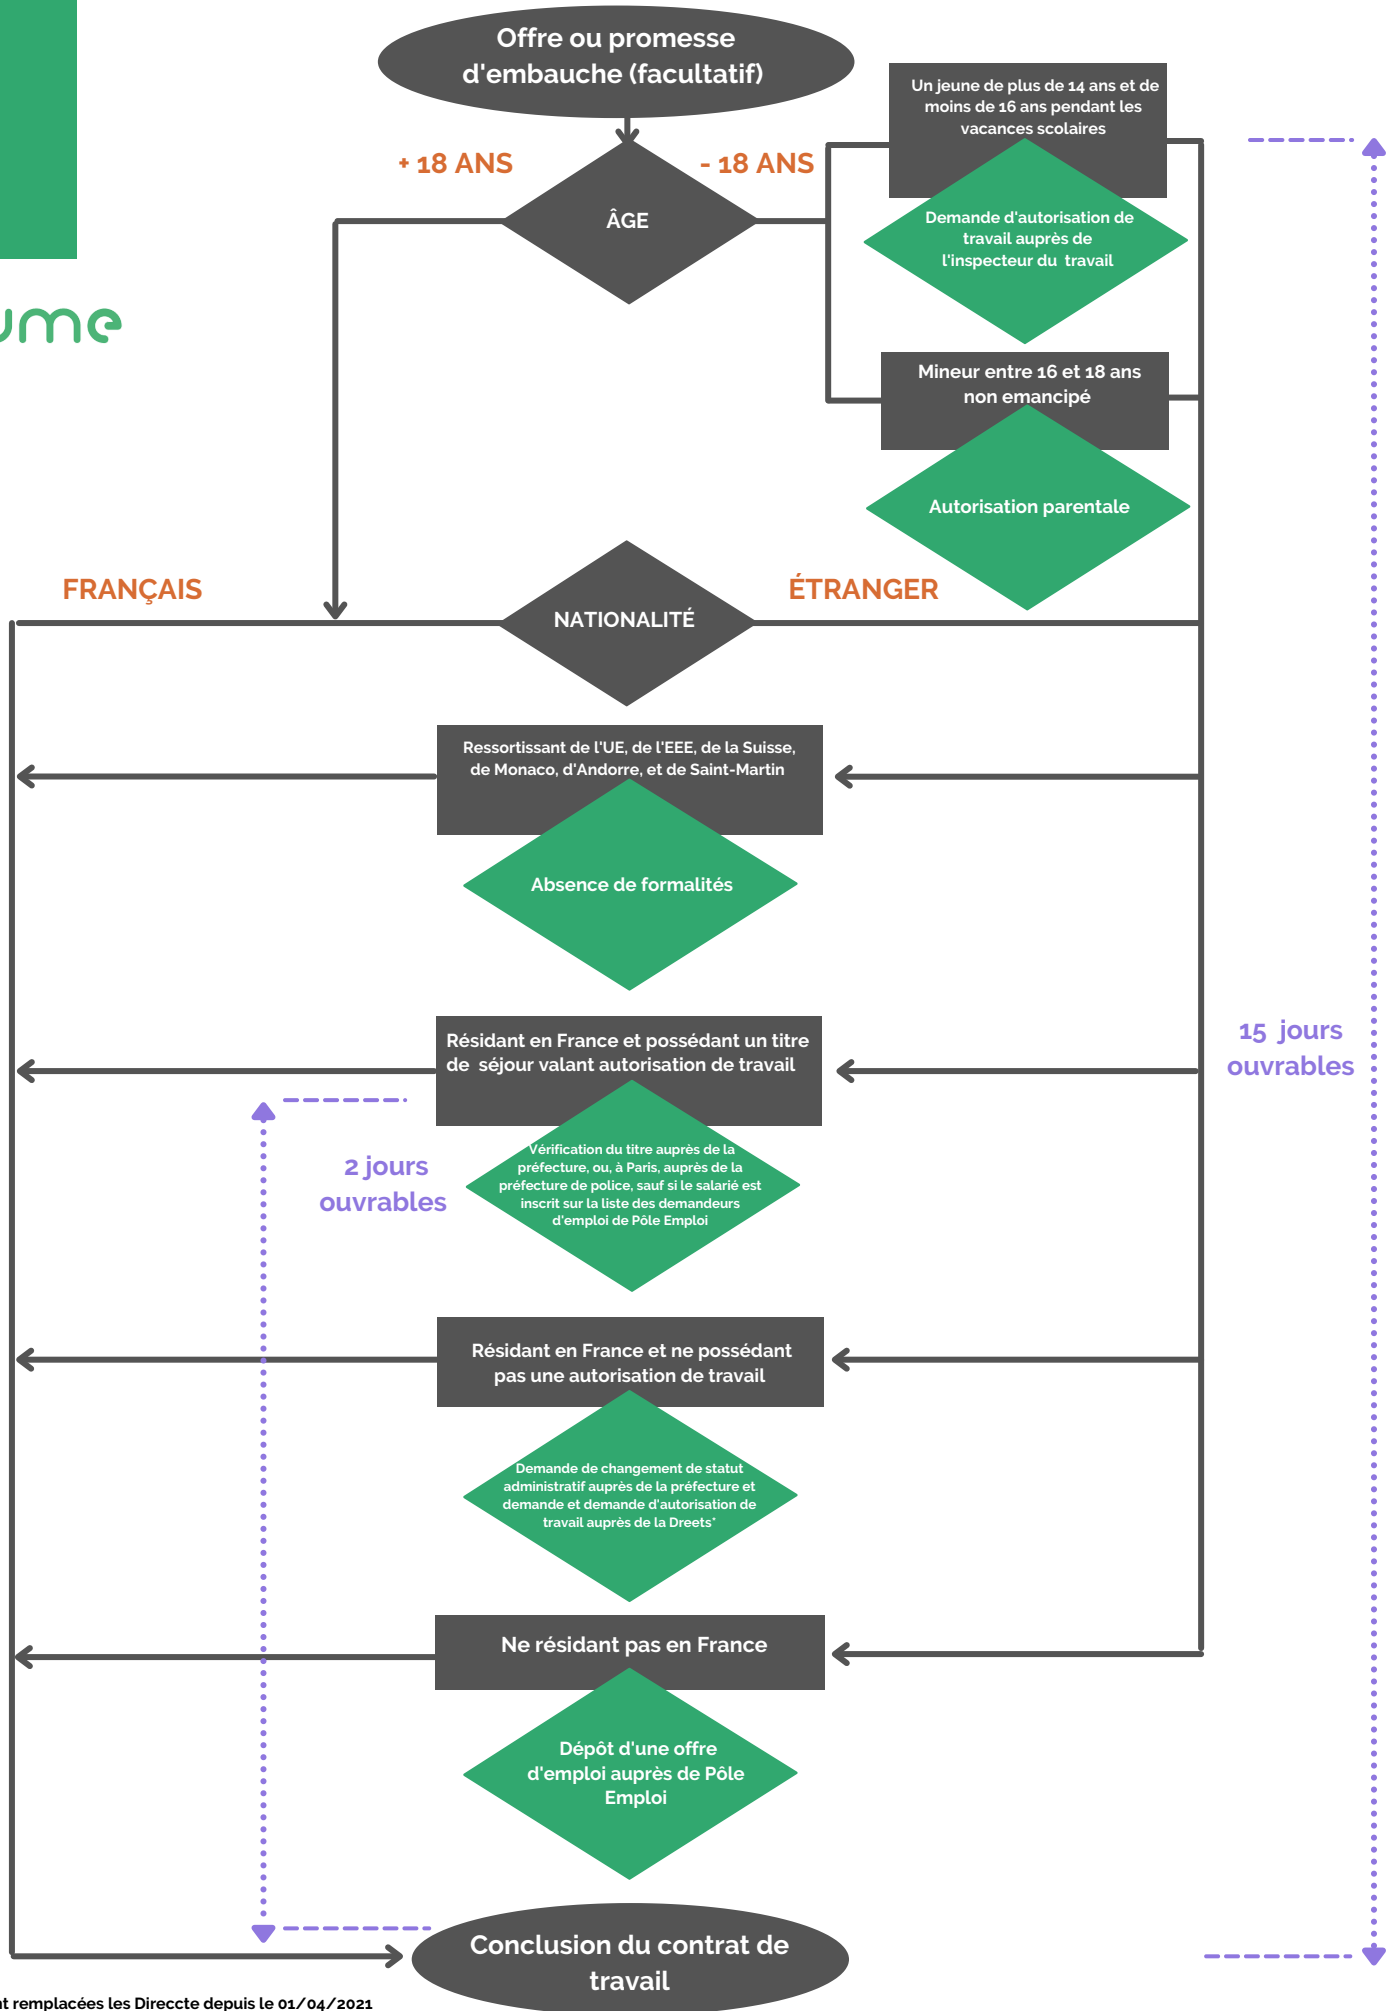 Offre ou promesse
d'embauche (facultatif)
Un jeune de plus de 14 ans et de
moins de 16 ans pendant les
vacances scolaires
+ 18 ANS
- 18 ANS
ÂGE
Demande d'autorisation de
travail auprès de
l'inspecteur du travail
ume
Mineur entre 16 et 18 ans
non emancipé
Autorisation parentale
FRANÇAIS
ÉTRANGER
NATIONALITÉ
Ressortissant de l'UE, de l'EEE, de la Suisse,
de Monaco, d'Andorre, et de Saint-Martin
Absence de formalités
Résidant en France et possédant un titre
de séjour valant autorisation de travail
15 jours
ouvrables
2 jours
ouvrables
Vérification du titre auprès de la
préfecture, ou, à Paris, auprès de la
préfecture de police, sauf si le salarié est
inscrit sur la liste des demandeurs
d'emploi de Pôle Emploi
Résidant en France et ne possédant
pas une autorisation de travail
Demande de changement de statut
administratif auprès de la préfecture et
demande et demande d'autorisation de
travail auprès de la Dreets*
Ne résidant pas en France
Dépôt d'une offre
d'emploi auprès de Pôle
Emploi
Conclusion du contrat de
travail
nt remplacées les Direccte depuis le 01/04/2021